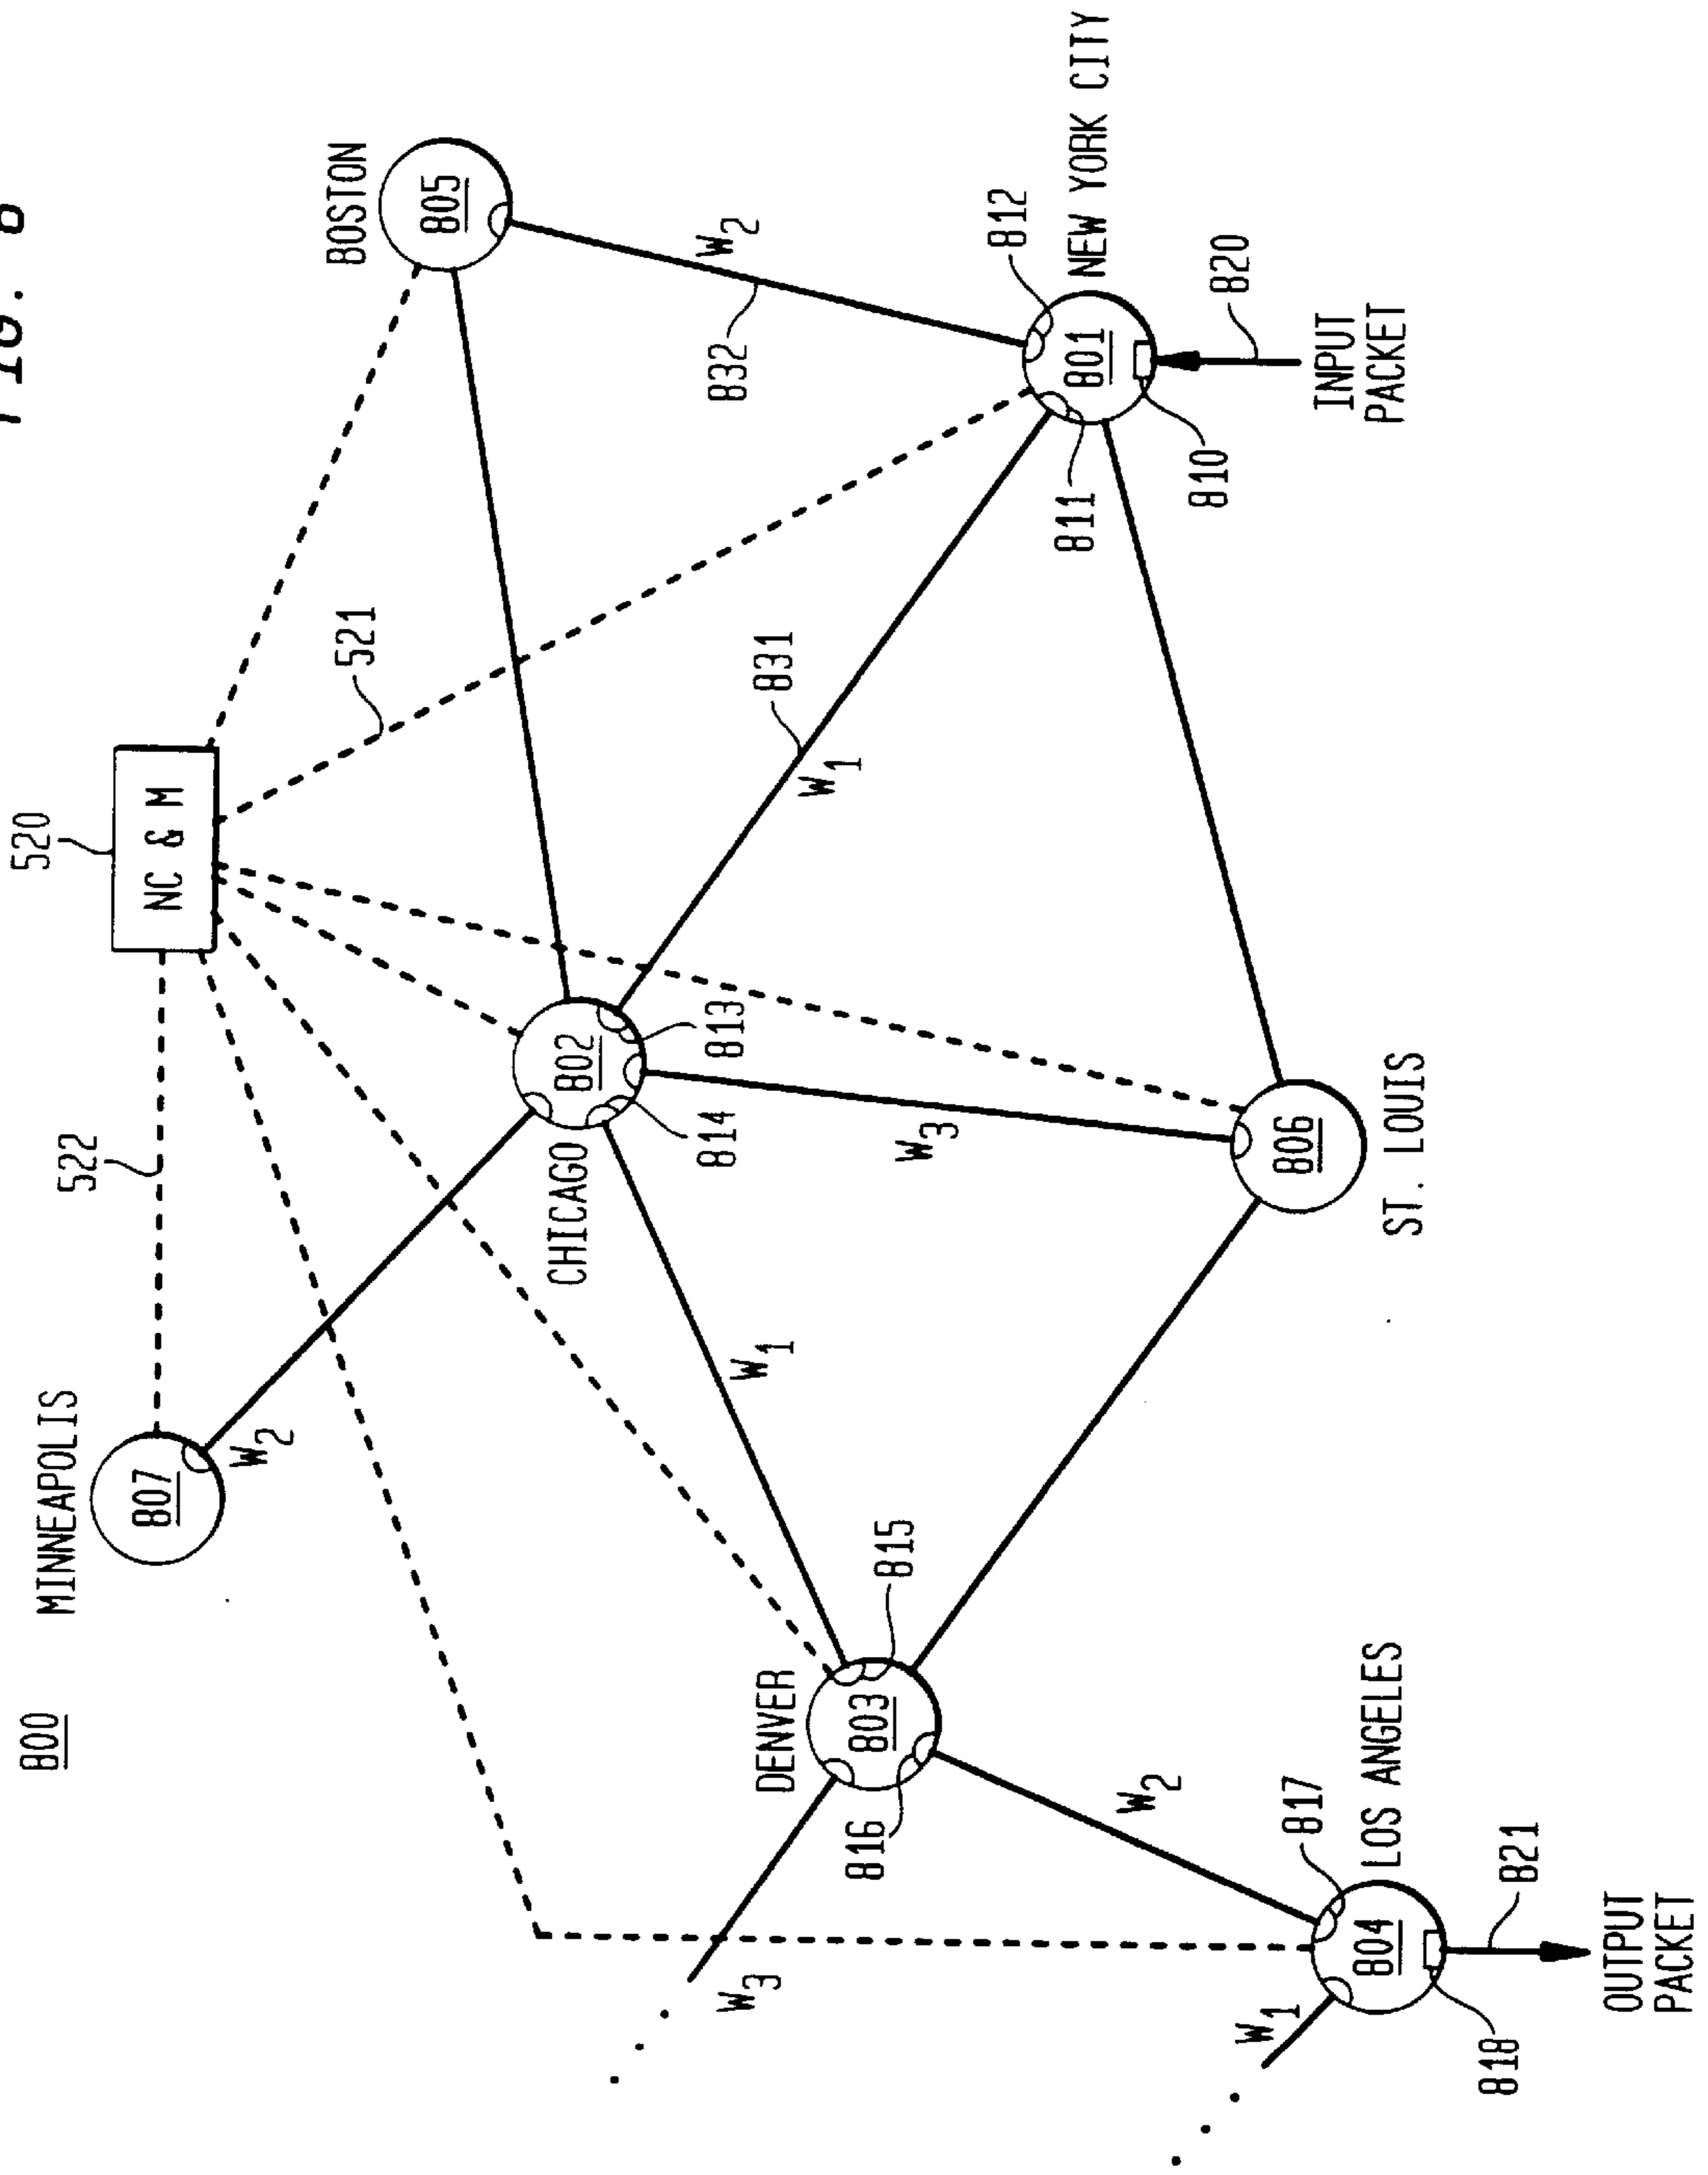 FIG. 8
800
MINNEAPOLIS
807
W2
522
520
NC & M
521
BOSTON
805
W2
832
812
NEW YORK CITY
801
811
810
820
INPUT
PACKET
831
W1
CHICAGO
802
813
814
W3
806
ST. LOUIS
W1
DENVER
803
815
816
W3
W2
817
LOS ANGELES
804
W1
818
821
OUTPUT
PACKET